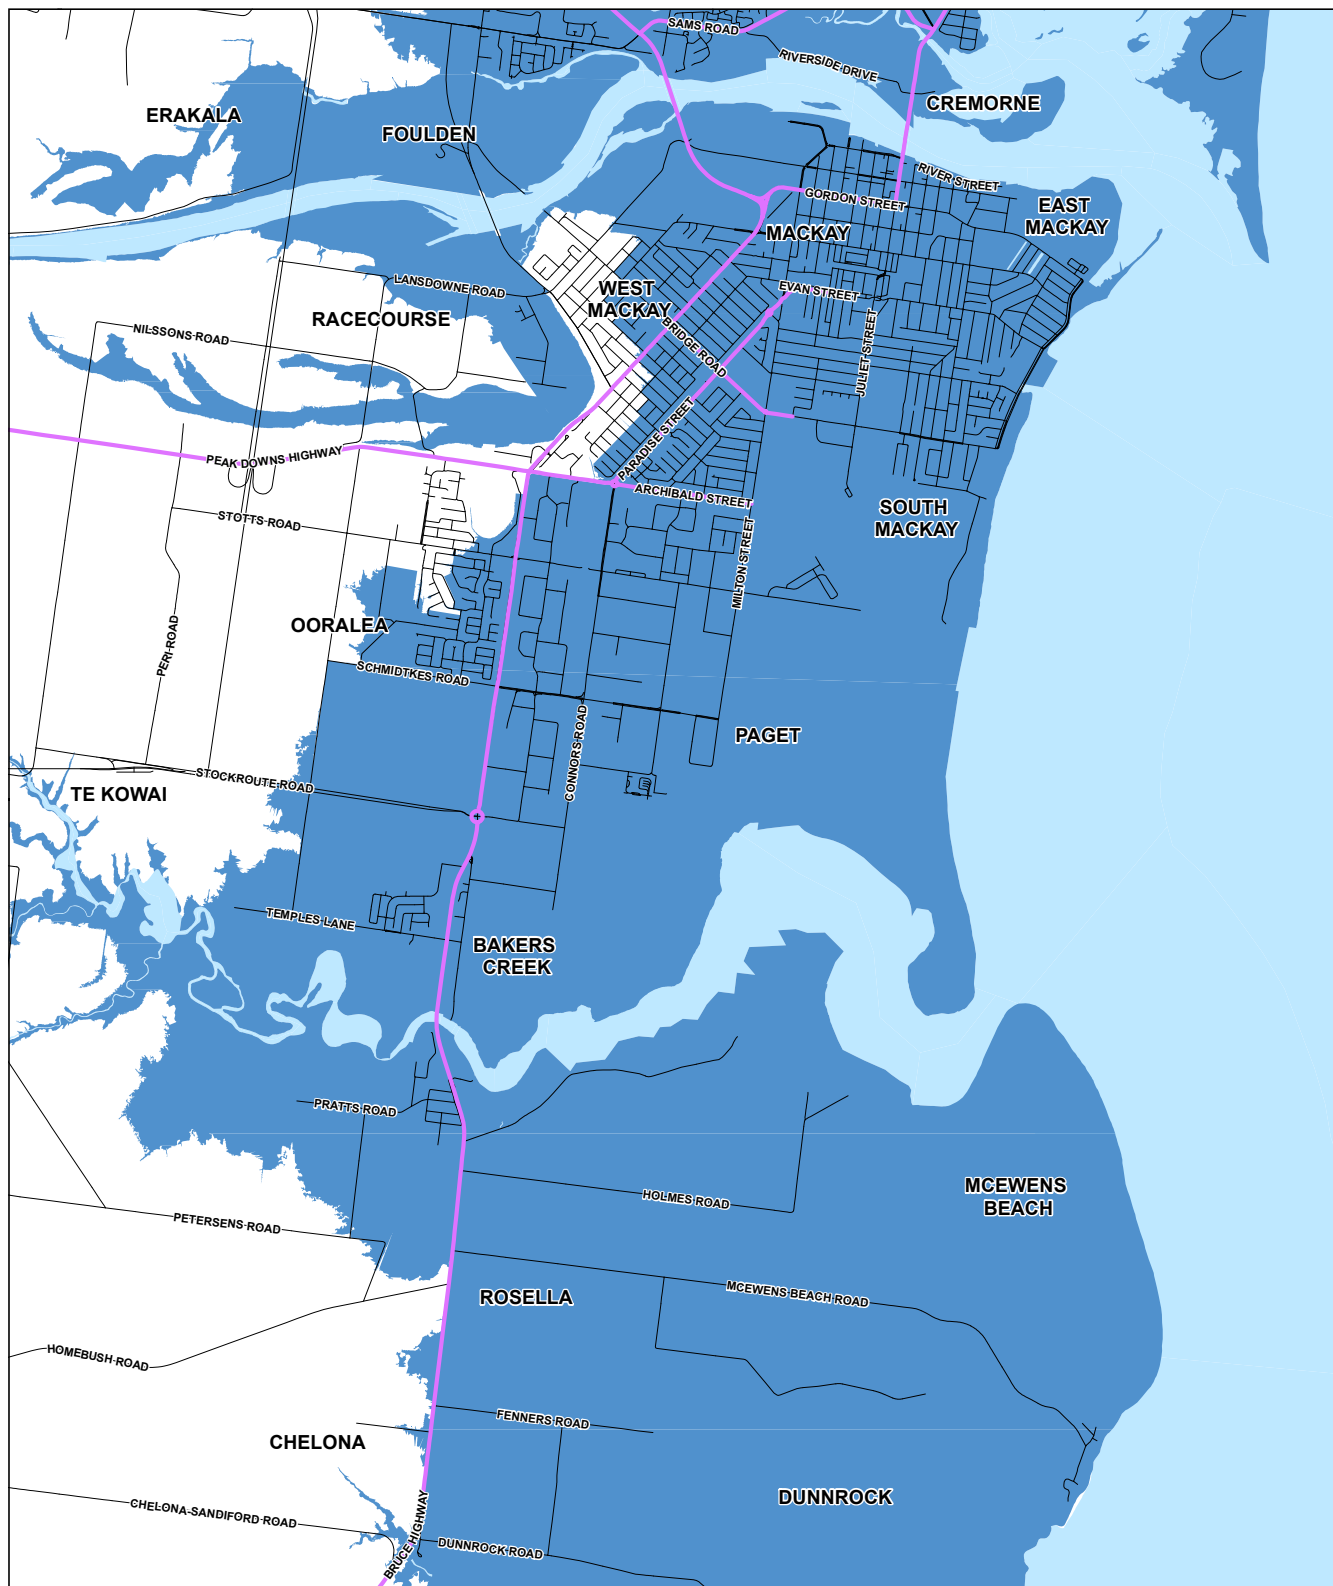 SAMS ROAD
RIVERSIDE DRIVE
CREMORNE
ERAKALA
FOULDEN
RIVER STREET
GORDON STREET
EAST
MACKAY
MACKAY
LANSDOWNE ROAD
WEST
MACKAY
EVAN STREET
RACECOURSE
NILSSONS ROAD
BRIDGE ROAD
JULIET STREET
PARADISE STREET
PEAK DOWNS HIGHWAY
ARCHIBALD STREET
SOUTH
MACKAY
STOTTS ROAD
MILTON STREET
OORALEA
PERI ROAD
SCHMIDTKES ROAD
PAGET
CONNORS ROAD
STOCKROUTE ROAD
TE KOWAI
TEMPLES LANE
BAKERS
CREEK
PRATTS ROAD
MCEWENS
BEACH
HOLMES ROAD
PETERSENS ROAD
ROSELLA
MCEWENS BEACH ROAD
HOMEBUSH ROAD
FENNERS ROAD
CHELONA
DUNNROCK
CHELONA-SANDIFORD ROAD
BRUCE HIGHWAY
DUNNROCK ROAD